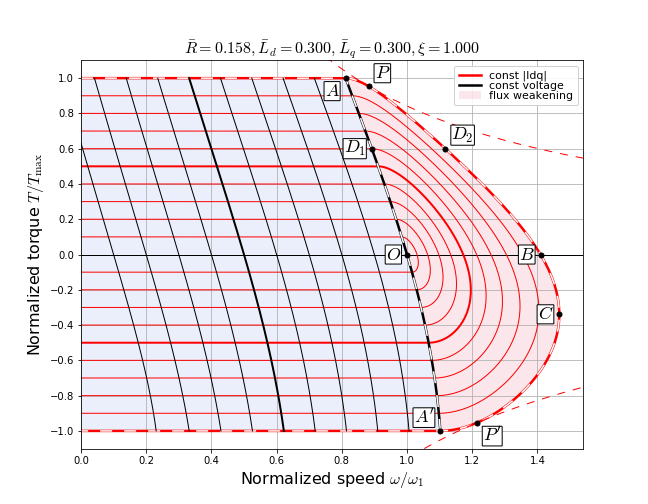 R̄ = 0.158, L̄_d = 0.300, L̄_q = 0.300, ξ = 1.000
const |ldq|
const voltage
flux weakening
A
P
D₁
D₂
O
B
C
A′
P′
1.0
0.8
0.6
0.4
0.2
0.0
−0.2
−0.4
−0.6
−0.8
−1.0
0.0 0.2 0.4 0.6 0.8 1.0 1.2 1.4
Normalized torque T/T_max
Normalized speed ω/ω₁